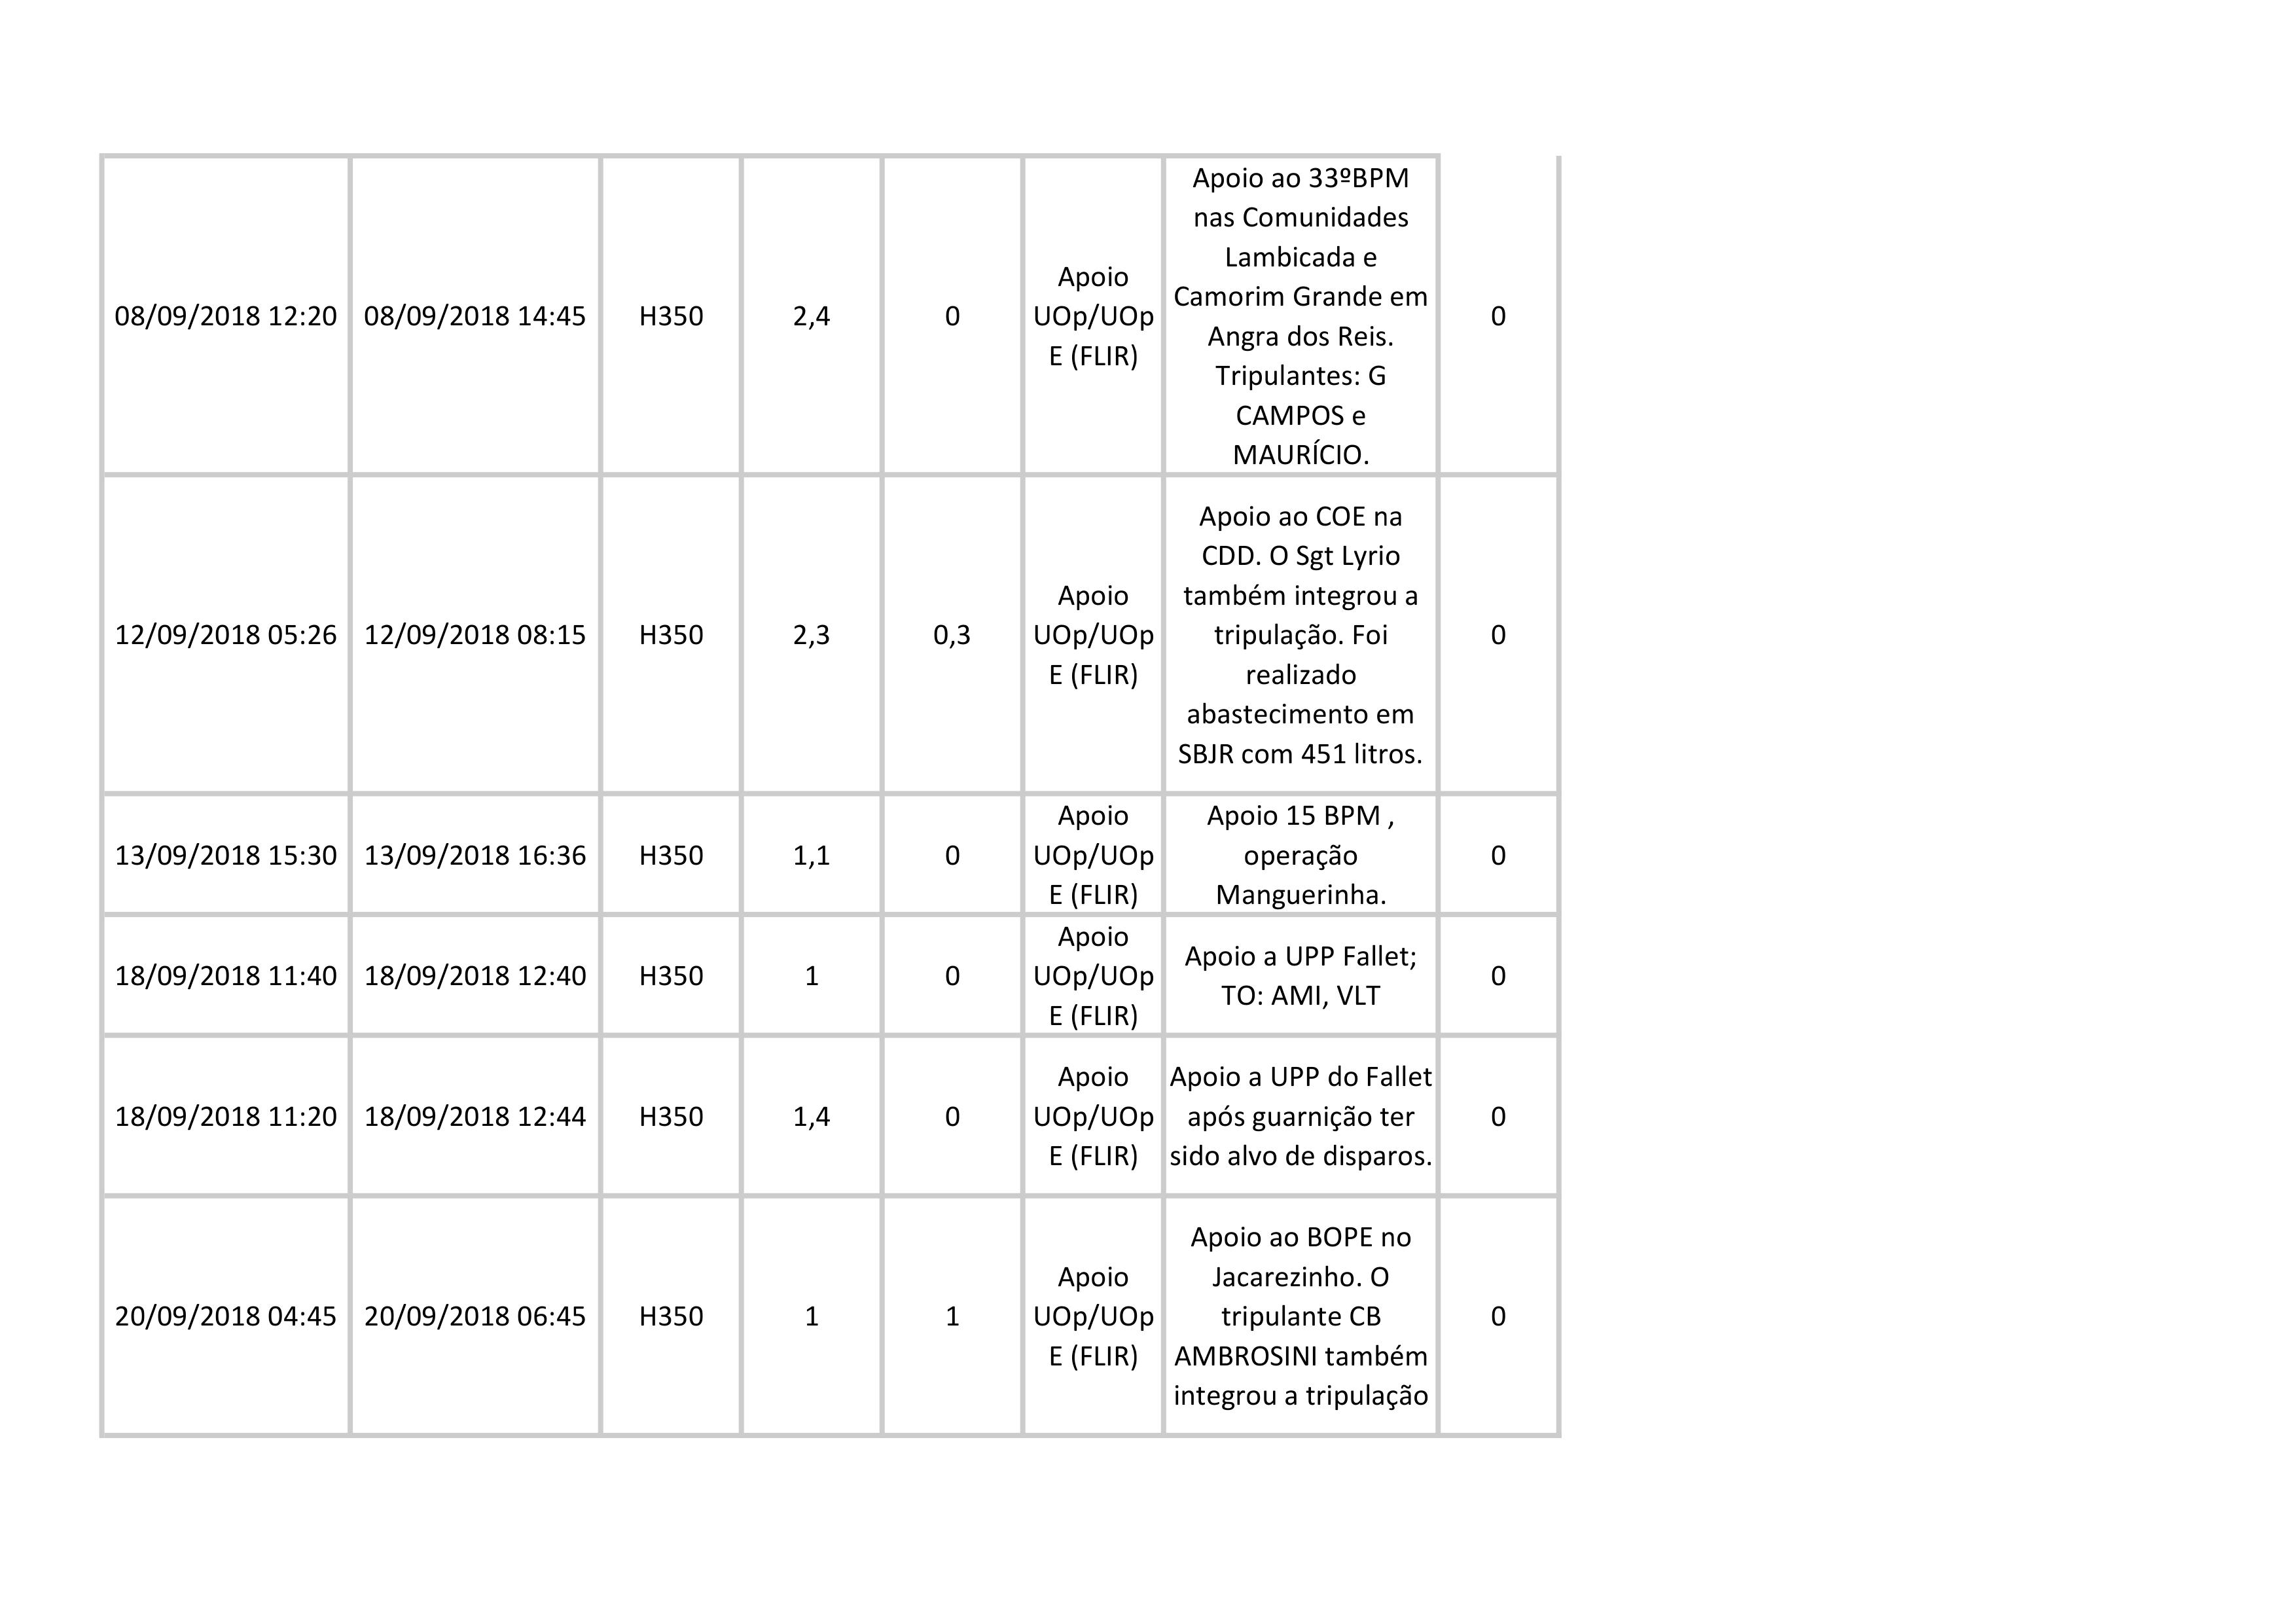 08/09/2018 12:20 08/09/2018 14:45 H350 2,4 0 Apoio
UOp/UOp
E (FLIR) Apoio ao 33ºBPM
nas Comunidades
Lambicada e
Camorim Grande em
Angra dos Reis.
Tripulantes: G
CAMPOS e
MAURÍCIO. 0
12/09/2018 05:26 12/09/2018 08:15 H350 2,3 0,3 Apoio
UOp/UOp
E (FLIR) Apoio ao COE na
CDD. O Sgt Lyrio
também integrou a
tripulação. Foi
realizado
abastecimento em
SBJR com 451 litros. 0
13/09/2018 15:30 13/09/2018 16:36 H350 1,1 0 Apoio
UOp/UOp
E (FLIR) Apoio 15 BPM ,
operação
Manguerinha. 0
18/09/2018 11:40 18/09/2018 12:40 H350 1 0 Apoio
UOp/UOp
E (FLIR) Apoio a UPP Fallet;
TO: AMI, VLT 0
18/09/2018 11:20 18/09/2018 12:44 H350 1,4 0 Apoio
UOp/UOp
E (FLIR) Apoio a UPP do Fallet
após guarnição ter
sido alvo de disparos. 0
20/09/2018 04:45 20/09/2018 06:45 H350 1 1 Apoio
UOp/UOp
E (FLIR) Apoio ao BOPE no
Jacarezinho. O
tripulante CB
AMBROSINI também
integrou a tripulação 0